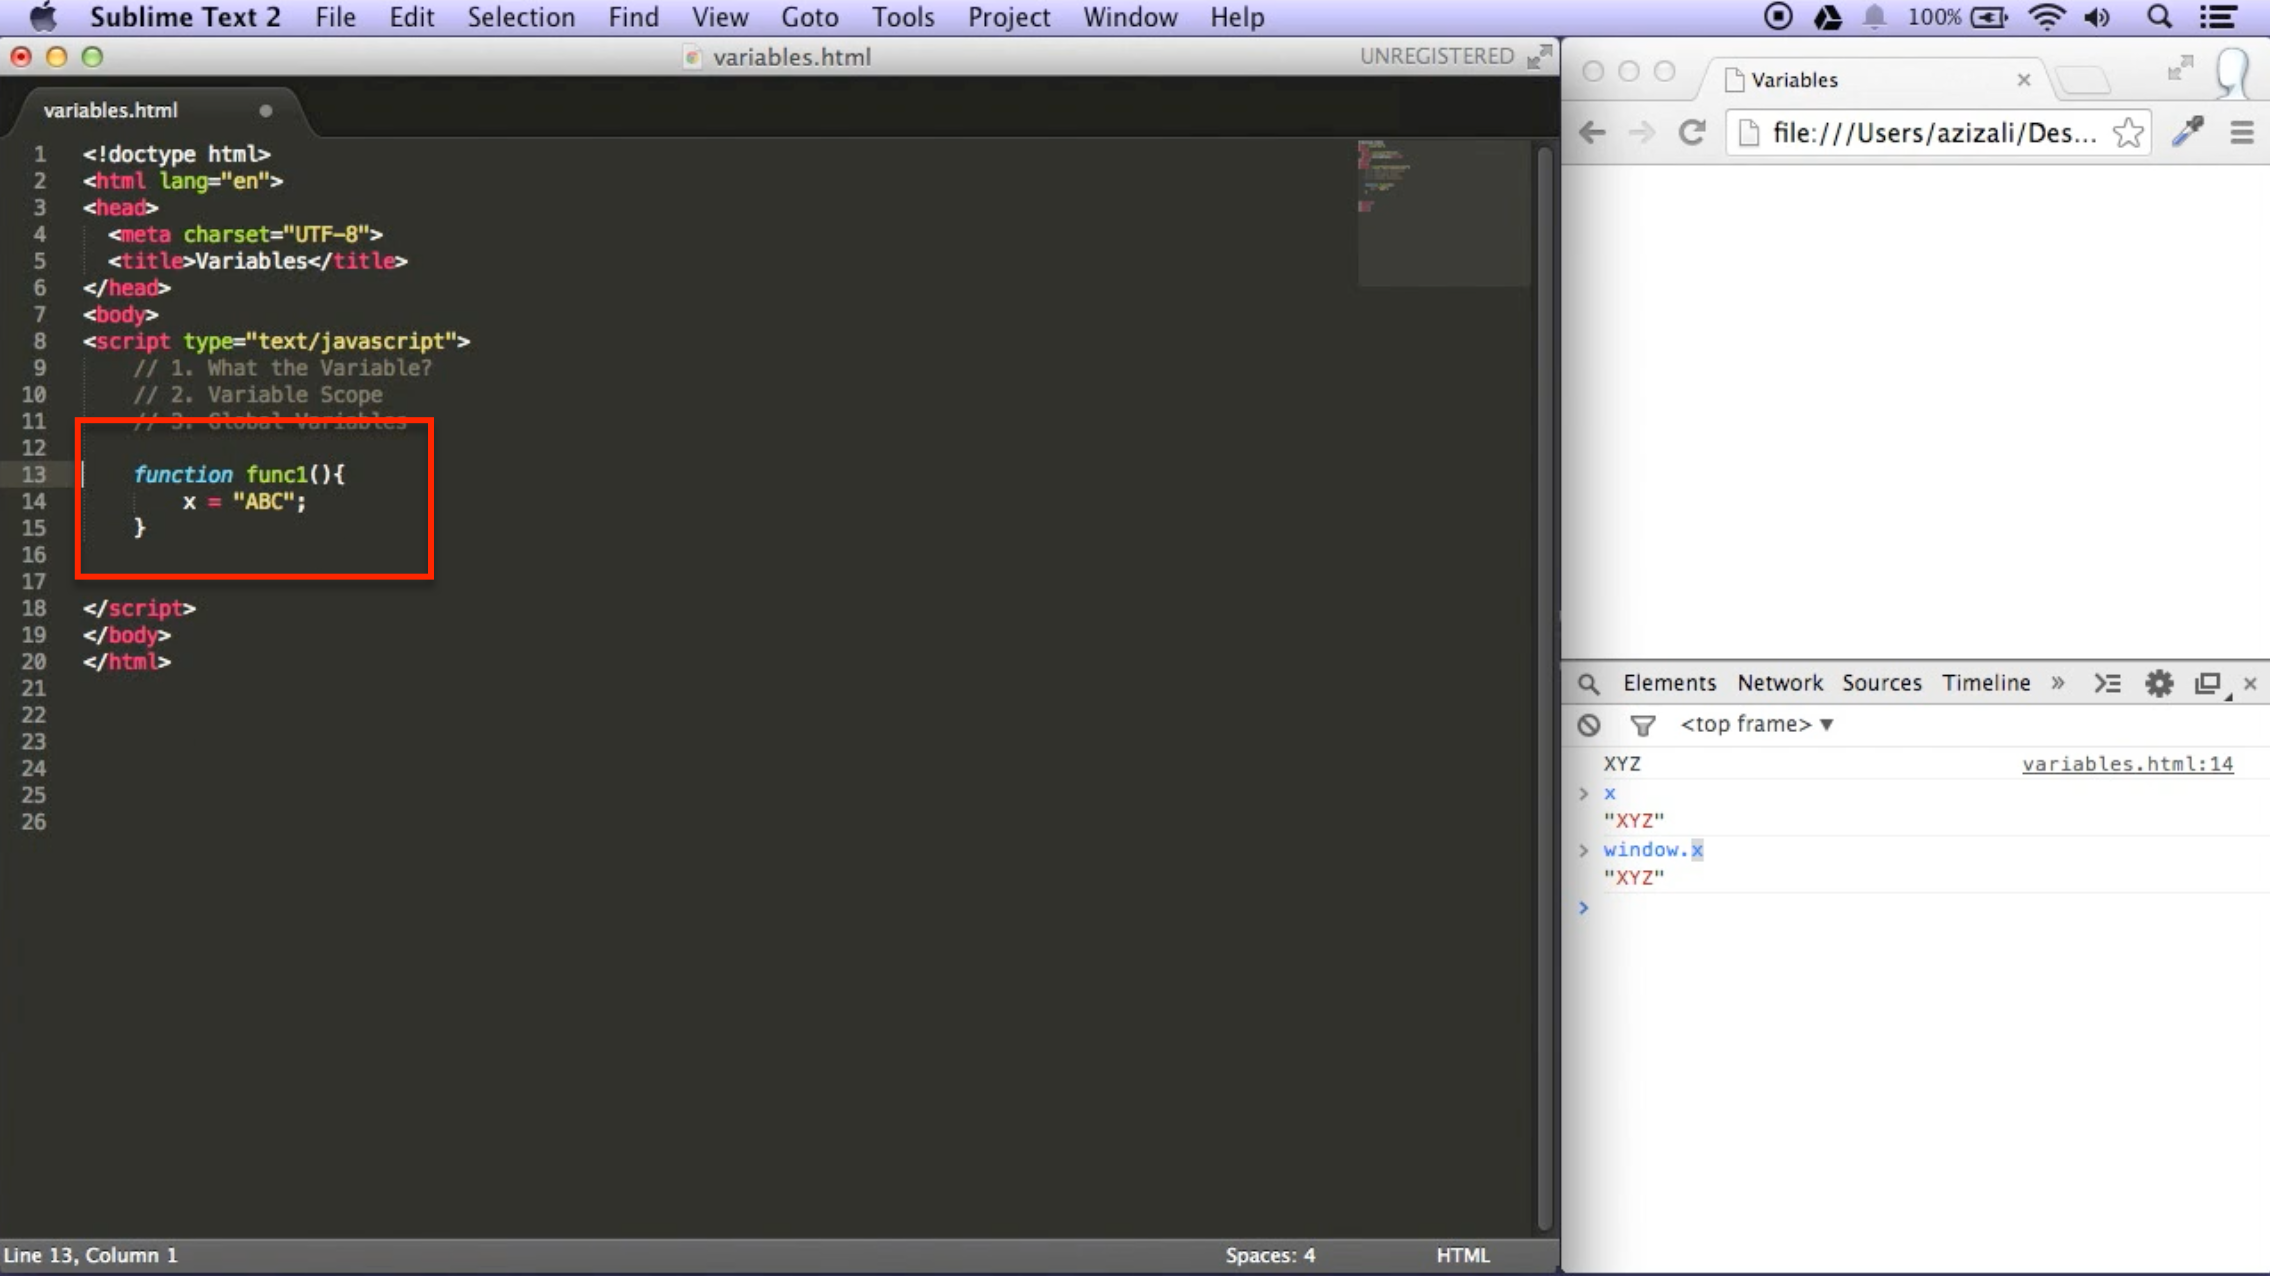 Sublime Text 2 File Edit Selection Find View Goto Tools Project Window Help 100%
variables.html UNREGISTERED
variables.html
1 <!doctype html>
2 <html lang="en">
3 <head>
4 <meta charset="UTF-8">
5 <title>Variables</title>
6 </head>
7 <body>
8 <script type="text/javascript">
9 // 1. What the Variable?
10 // 2. Variable Scope
11 // 3. Global Variables
12
13 function func1(){
14 x = "ABC";
15 }
16
17
18 </script>
19 </body>
20 </html>
21
22
23
24
25
26
Line 13, Column 1 Spaces: 4 HTML
Variables
file:///Users/azizali/Des...
Elements Network Sources Timeline »
<top frame> ▼
XYZ variables.html:14
> x
"XYZ"
> window.x
"XYZ"
>